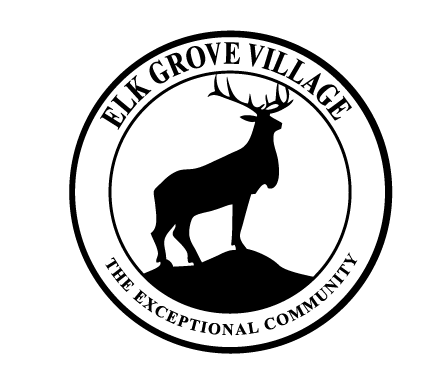 ELK GROVE VILLAGE
THE EXCEPTIONAL COMMUNITY